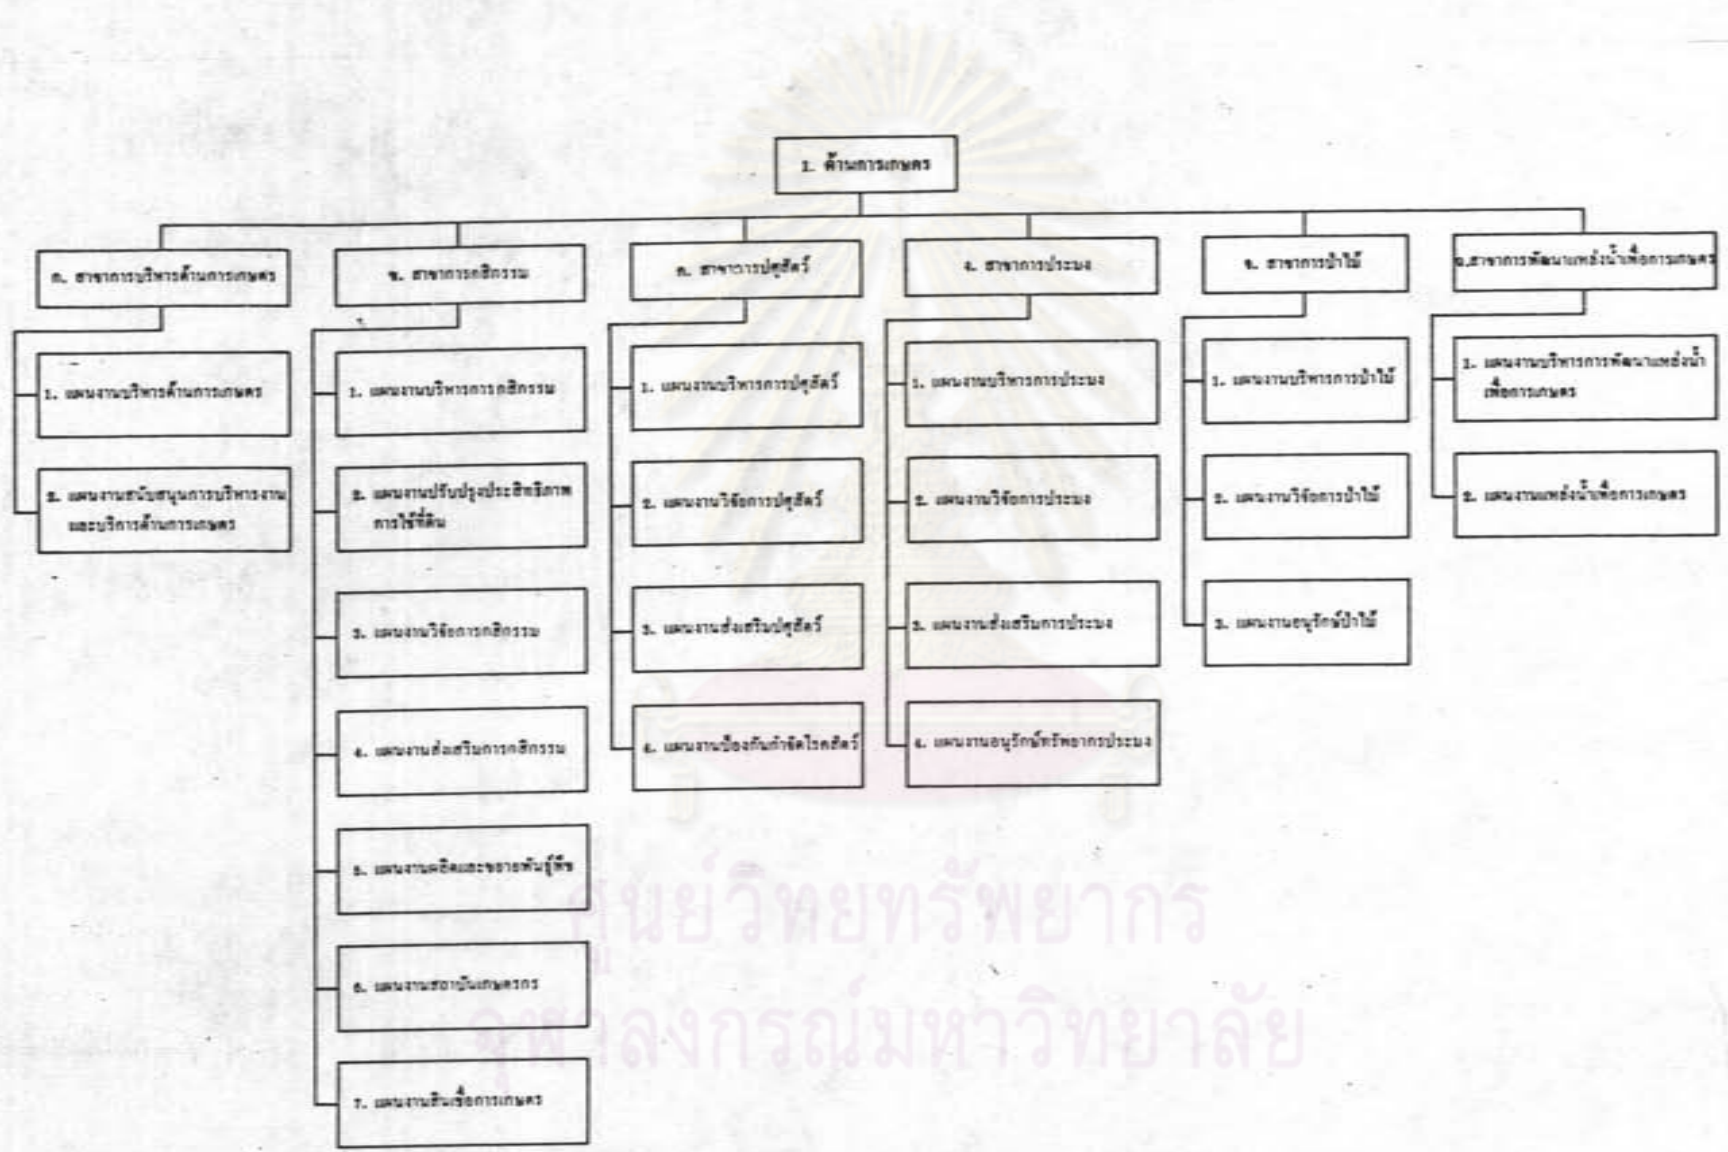 1. ด้านการเกษตร
ก. สาขาการบริหารด้านการเกษตร
1. แผนงานบริหารด้านการเกษตร
2. แผนงานสนับสนุนการบริหารงาน
และบริการด้านการเกษตร
ข. สาขาการกสิกรรม
1. แผนงานบริหารการกสิกรรม
2. แผนงานปรับปรุงประสิทธิภาพ
การใช้ที่ดิน
3. แผนงานวิจัยการกสิกรรม
4. แผนงานส่งเสริมการกสิกรรม
5. แผนงานผลิตและขยายพันธุ์พืช
6. แผนงานสถาบันเกษตรกร
7. แผนงานสินเชื่อการเกษตร
ค. สาขาการปศุสัตว์
1. แผนงานบริหารการปศุสัตว์
2. แผนงานวิจัยการปศุสัตว์
3. แผนงานส่งเสริมปศุสัตว์
4. แผนงานป้องกันกำจัดโรคสัตว์
ง. สาขาการประมง
1. แผนงานบริหารการประมง
2. แผนงานวิจัยการประมง
3. แผนงานส่งเสริมการประมง
4. แผนงานอนุรักษ์ทรัพยากรประมง
จ. สาขาการป่าไม้
1. แผนงานบริหารการป่าไม้
2. แผนงานวิจัยการป่าไม้
3. แผนงานอนุรักษ์ป่าไม้
ฉ.สาขาการพัฒนาแหล่งน้ำเพื่อการเกษตร
1. แผนงานบริหารการพัฒนาแหล่งน้ำ
เพื่อการเกษตร
2. แผนงานแหล่งน้ำเพื่อการเกษตร
ศูนย์วิทยทรัพยากร
จุฬาลงกรณ์มหาวิทยาลัย